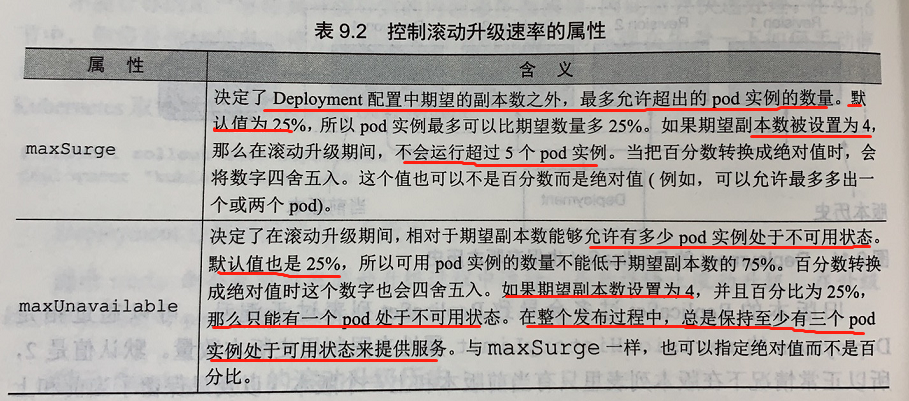 表 9.2 控制滚动升级速率的属性
属 性 含 义
maxSurge
决定了 Deployment 配置中期望的副本数之外，最多允许超出的 pod 实例的数量。默
认值为 25%，所以 pod 实例最多可以比期望数量多 25%。如果期望副本数被设置为 4，
那么在滚动升级期间，不会运行超过 5 个 pod 实例。当把百分数转换成绝对值时，会
将数字四舍五入。这个值也可以不是百分数而是绝对值 ( 例如，可以允许最多多出一
个或两个 pod)。
maxUnavailable
决定了在滚动升级期间，相对于期望副本数能够允许有多少 pod 实例处于不可用状态。
默认值也是 25%，所以可用 pod 实例的数量不能低于期望副本数的 75%。百分数转换
成绝对值时这个数字也会四舍五入。如果期望副本数设置为 4，并且百分比为 25%，
那么只能有一个 pod 处于不可用状态。在整个发布过程中，总是保持至少有三个 pod
实例处于可用状态来提供服务。与 maxSurge 一样，也可以指定绝对值而不是百
分比。